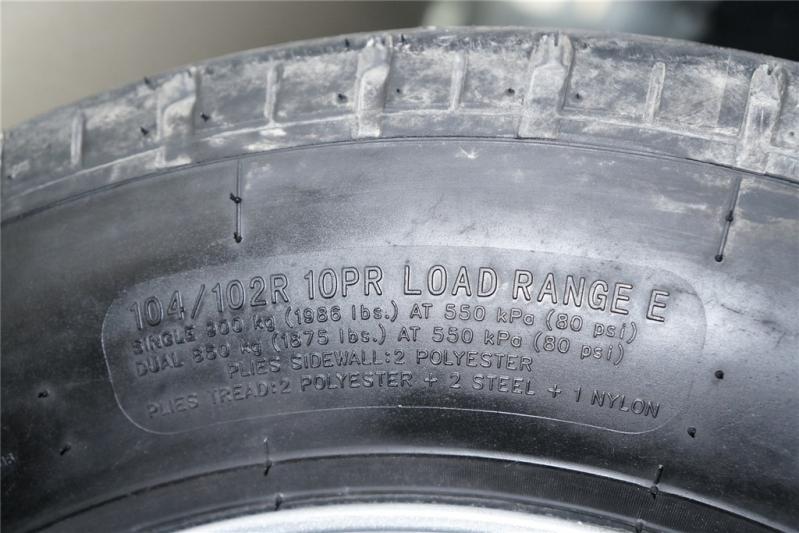 104/102R 10PR LOAD RANGE E
SINGLE 900 kg (1986 lbs.) AT 550 kPa (80 psi)
DUAL 850 kg (1875 lbs.) AT 550 kPa (80 psi)
PLIES SIDEWALL: 2 POLYESTER
PLIES TREAD: 2 POLYESTER + 2 STEEL + 1 NYLON